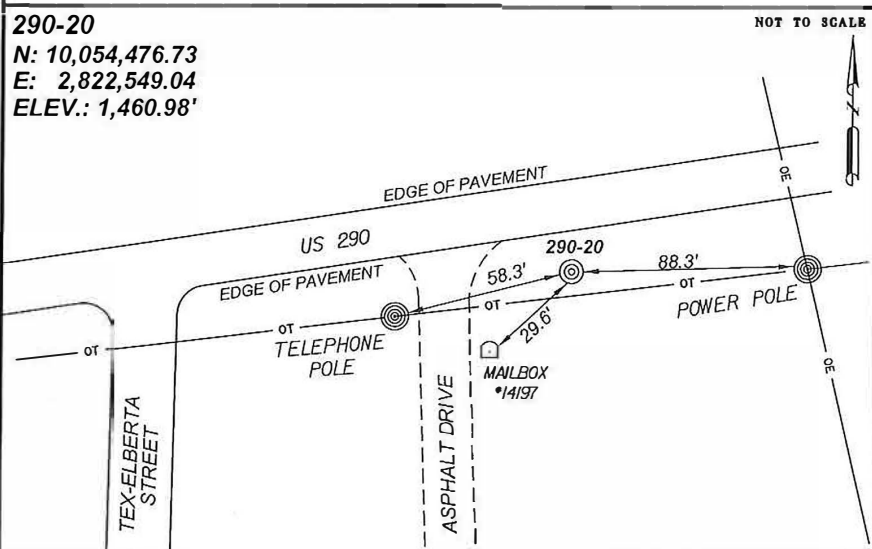 290-20
N: 10,054,476.73
E: 2,822,549.04
ELEV.: 1,460.98'
NOT TO SCALE
N
EDGE OF PAVEMENT
OE
US 290
290-20
EDGE OF PAVEMENT
58.3'
88.3'
OT
OT
POWER POLE
OT
OT
TELEPHONE
POLE
29.6'
MAILBOX
*14197
OE
TEX-ELBERTA
STREET
ASPHALT DRIVE